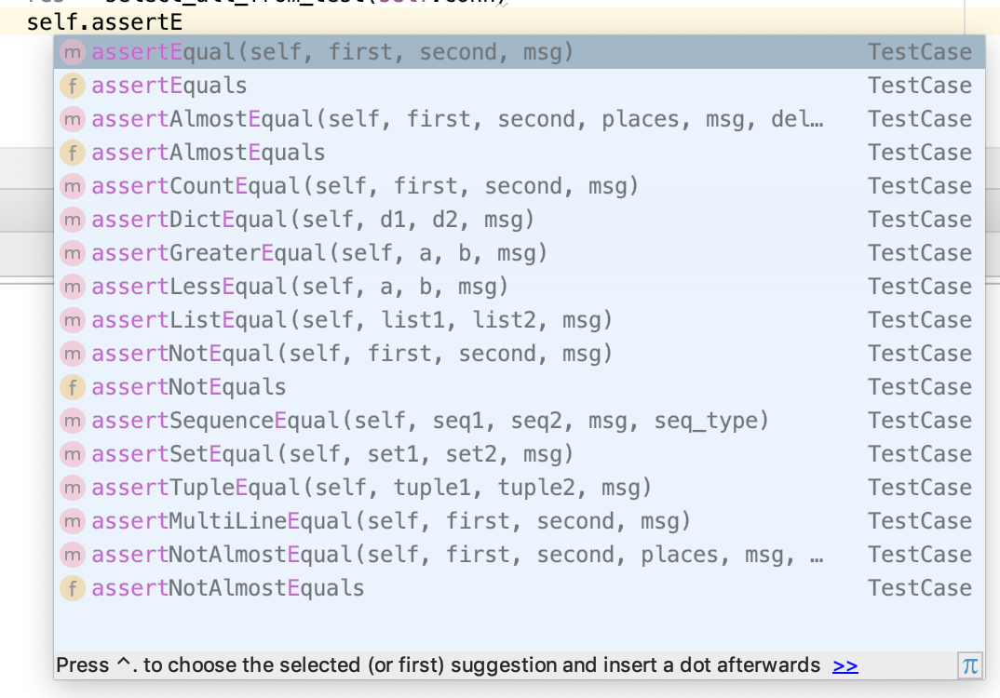 res = select_all_from_test(self.conn)
self.assertE
m assertEqual(self, first, second, msg) TestCase
f assertEquals TestCase
m assertAlmostEqual(self, first, second, places, msg, del… TestCase
f assertAlmostEquals TestCase
m assertCountEqual(self, first, second, msg) TestCase
m assertDictEqual(self, d1, d2, msg) TestCase
m assertGreaterEqual(self, a, b, msg) TestCase
m assertLessEqual(self, a, b, msg) TestCase
m assertListEqual(self, list1, list2, msg) TestCase
m assertNotEqual(self, first, second, msg) TestCase
f assertNotEquals TestCase
m assertSequenceEqual(self, seq1, seq2, msg, seq_type) TestCase
m assertSetEqual(self, set1, set2, msg) TestCase
m assertTupleEqual(self, tuple1, tuple2, msg) TestCase
m assertMultiLineEqual(self, first, second, msg) TestCase
m assertNotAlmostEqual(self, first, second, places, msg, … TestCase
f assertNotAlmostEquals TestCase
Press ^. to choose the selected (or first) suggestion and insert a dot afterwards >> π